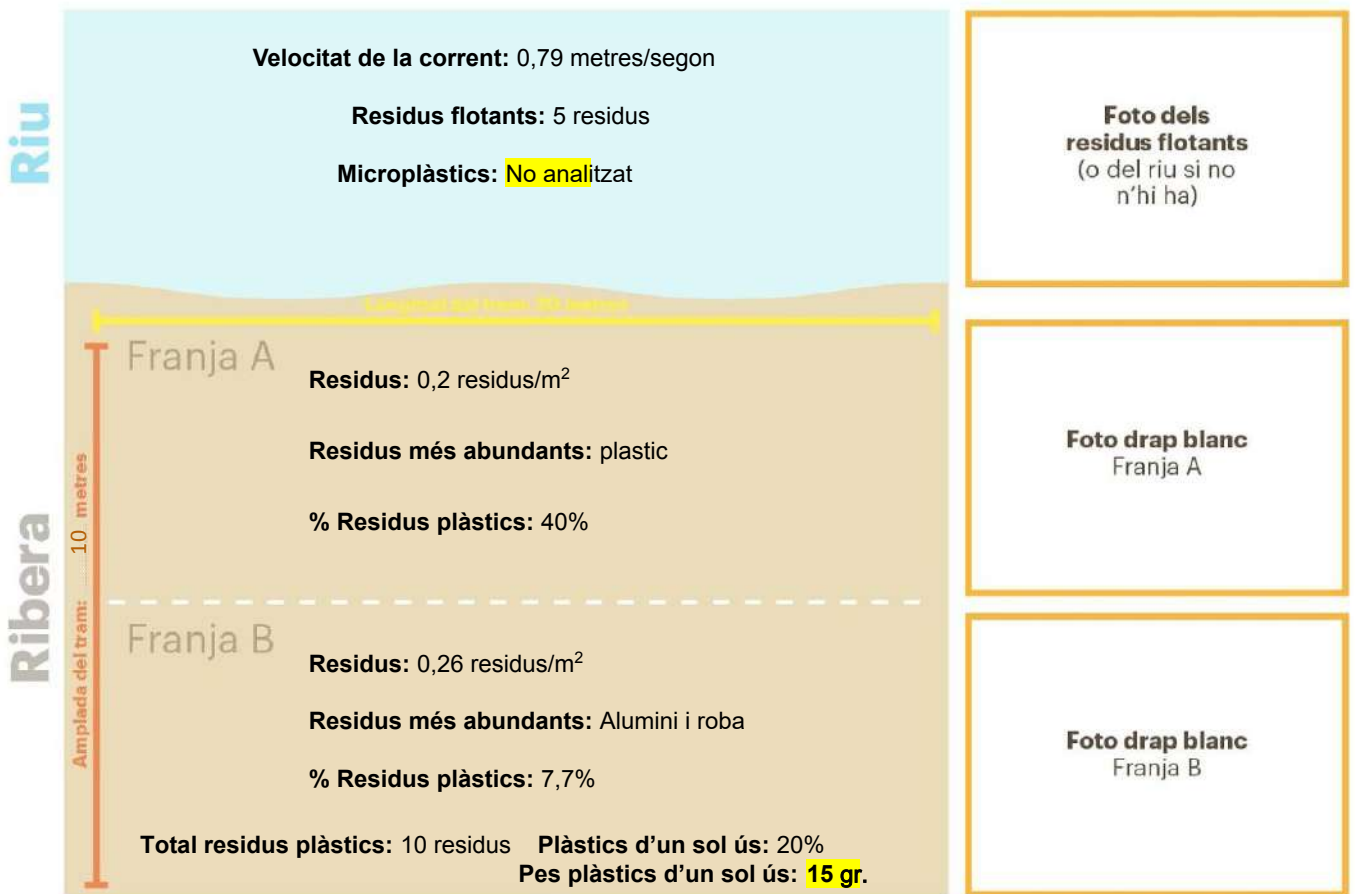 Riu
Velocitat de la corrent: 0,79 metres/segon
Residus flotants: 5 residus
Microplàstics: No analitzat
Foto dels
residus flotants
(o del riu si no
n'hi ha)
Ribera
Amplada del tram: ......10.. metres
Franja A
Residus: 0,2 residus/m²
Residus més abundants: plastic
% Residus plàstics: 40%
Foto drap blanc
Franja A
Franja B
Residus: 0,26 residus/m²
Residus més abundants: Alumini i roba
% Residus plàstics: 7,7%
Foto drap blanc
Franja B
Total residus plàstics: 10 residus Plàstics d'un sol ús: 20%
Pes plàstics d'un sol ús: 15 gr.